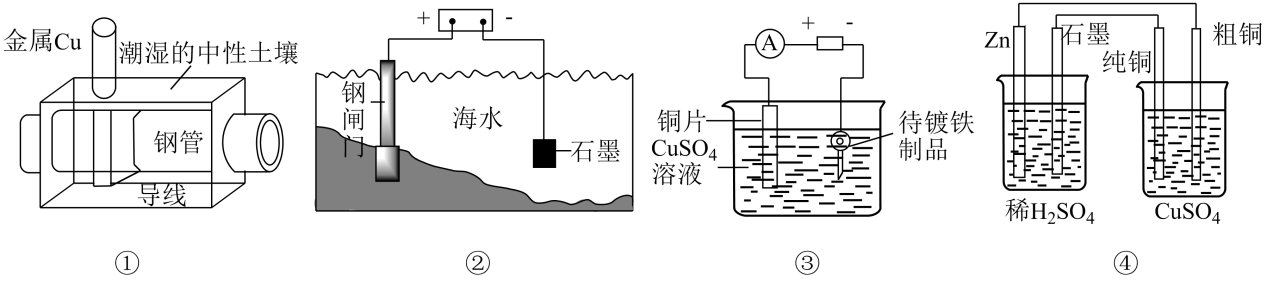 金属Cu
潮湿的中性土壤
钢管
导线
①
+ -
钢闸门
海水
石墨
②
+ -
A
铜片
CuSO₄
溶液
待镀铁
制品
③
Zn
石墨
纯铜
粗铜
稀H₂SO₄
CuSO₄
④